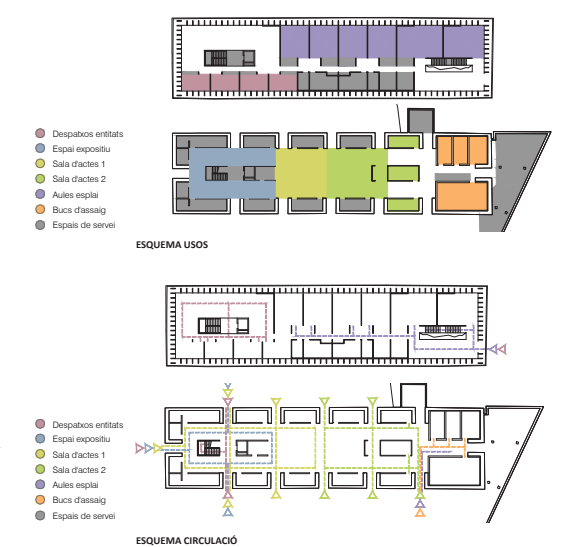 Despatxos entitats
Espai expositiu
Sala d'actes 1
Sala d'actes 2
Aules esplai
Bucs d'assaig
Espais de servei
ESQUEMA USOS
Despatxos entitats
Espai expositiu
Sala d'actes 1
Sala d'actes 2
Aules esplai
Bucs d'assaig
Espais de servei
ESQUEMA CIRCULACIÓ